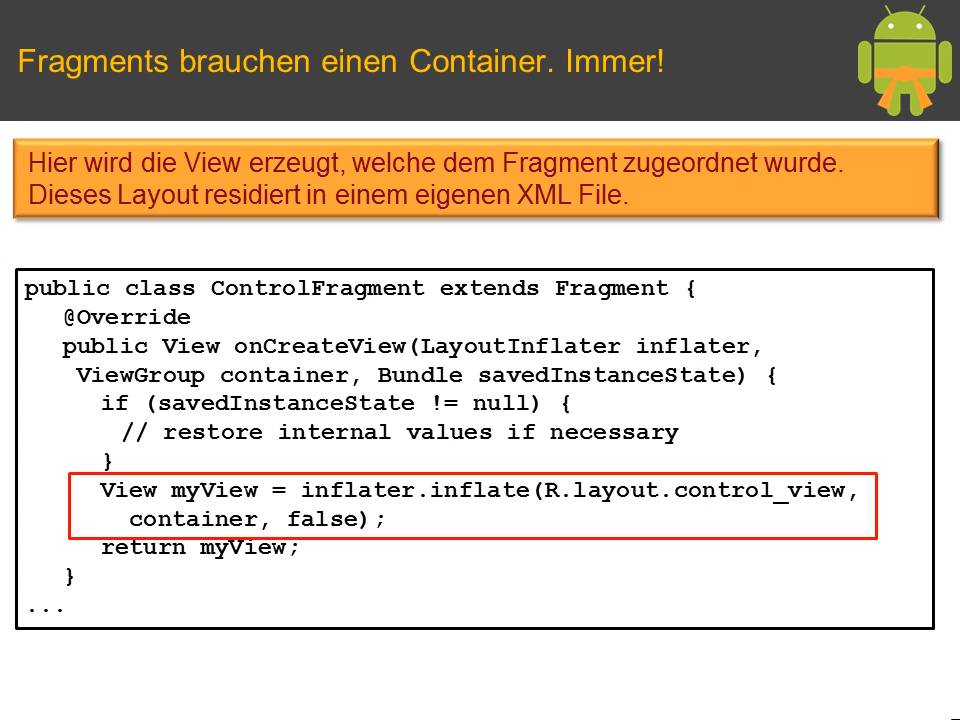 Fragments brauchen einen Container. Immer!
Hier wird die View erzeugt, welche dem Fragment zugeordnet wurde.
Dieses Layout residiert in einem eigenen XML File.
public class ControlFragment extends Fragment {
@Override
public View onCreateView(LayoutInflater inflater,
ViewGroup container, Bundle savedInstanceState) {
if (savedInstanceState != null) {
// restore internal values if necessary
}
View myView = inflater.inflate(R.layout.control_view,
container, false);
return myView;
}
...